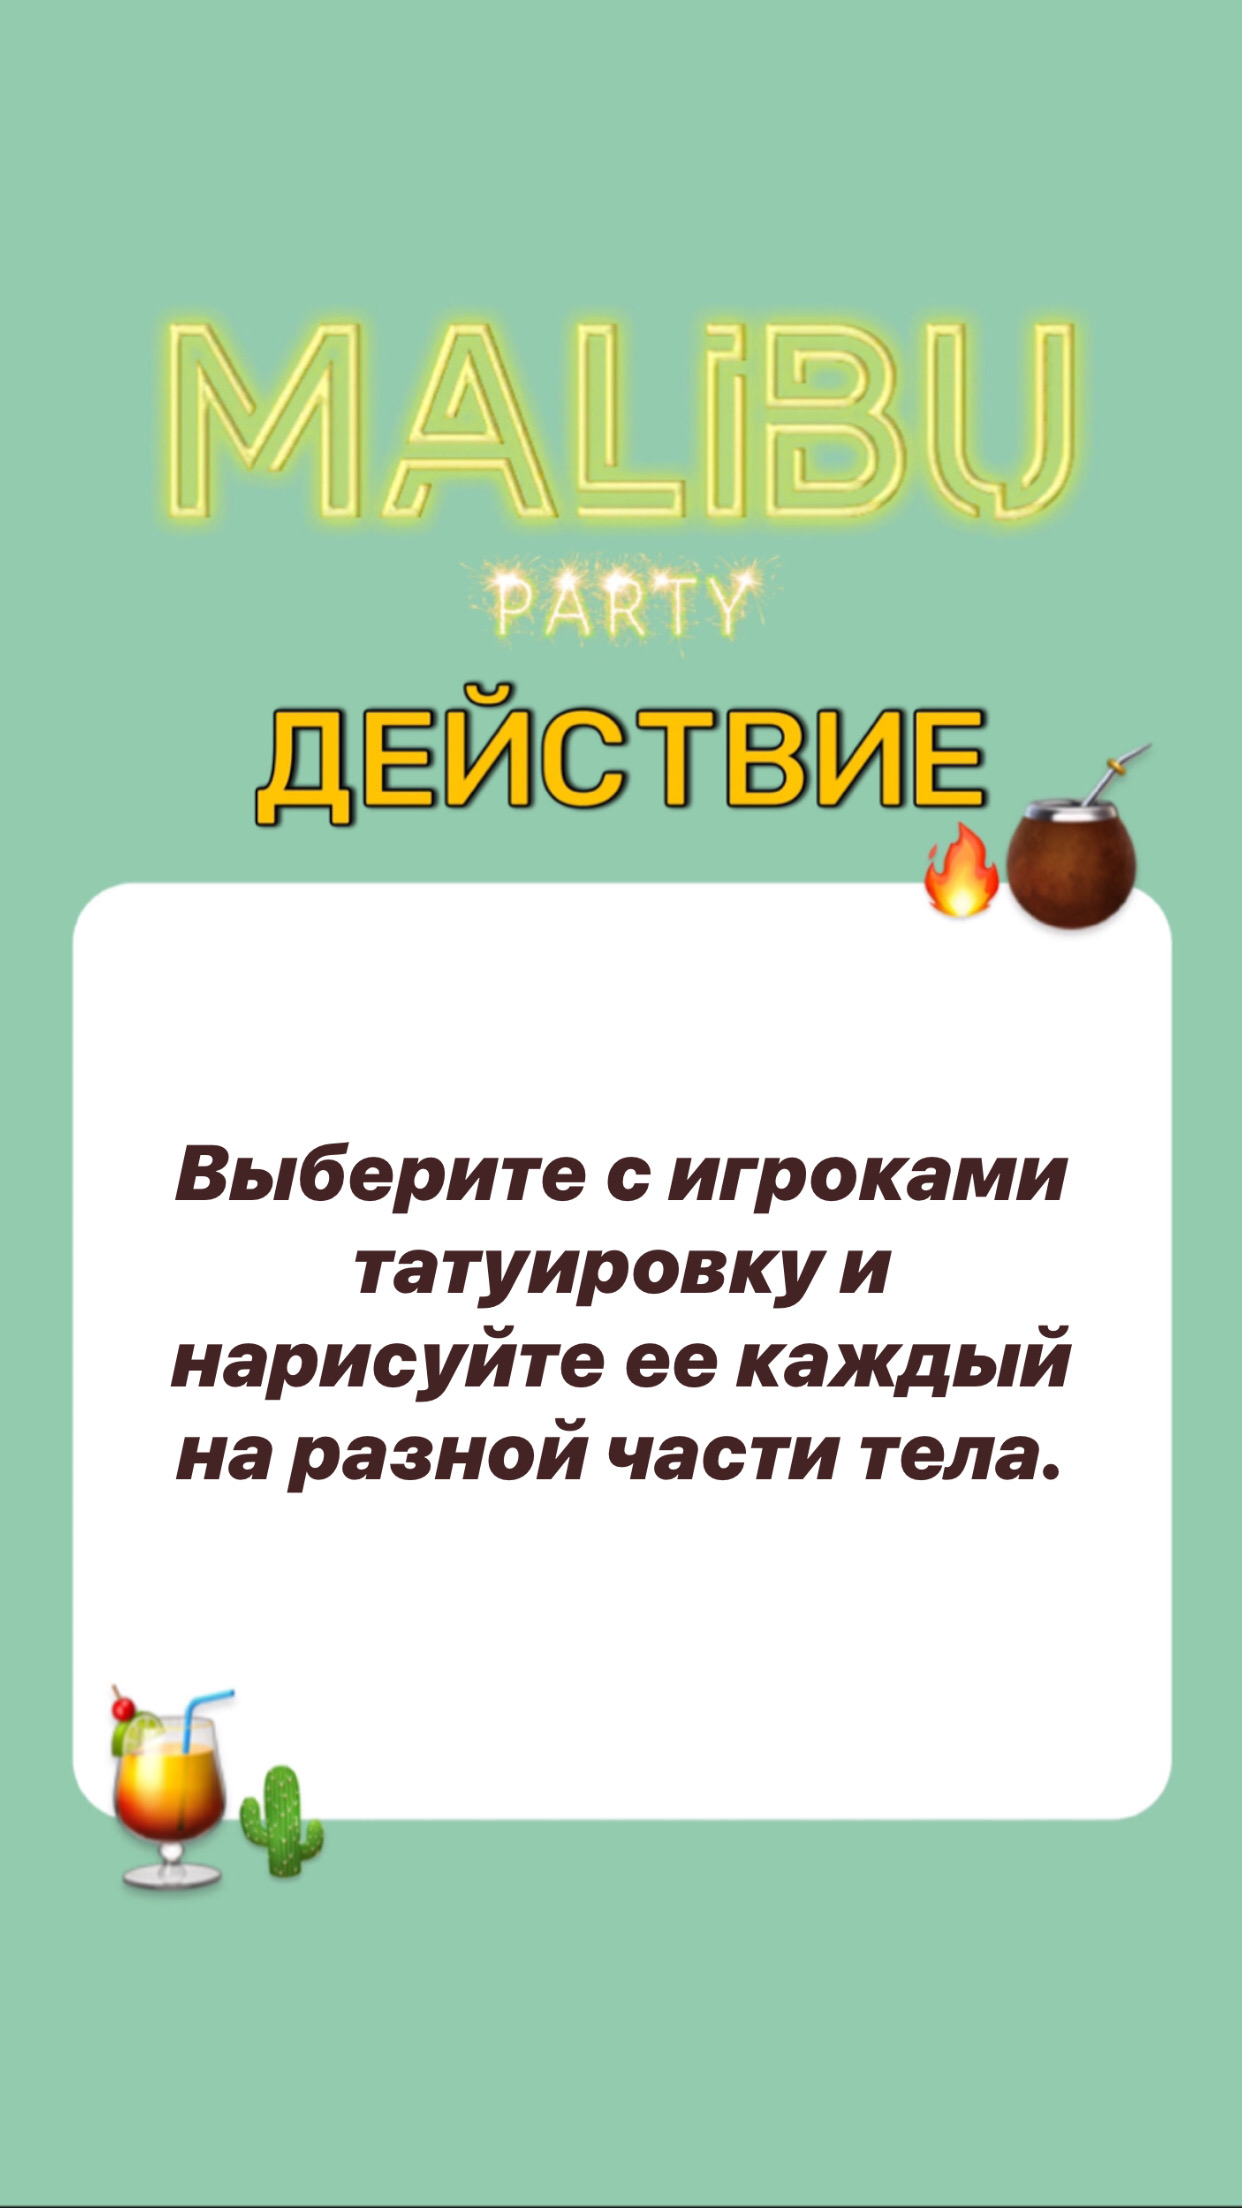 MALiBU
PARTY
ДЕЙСТВИЕ
Выберите с игроками
татуировку и
нарисуйте ее каждый
на разной части тела.